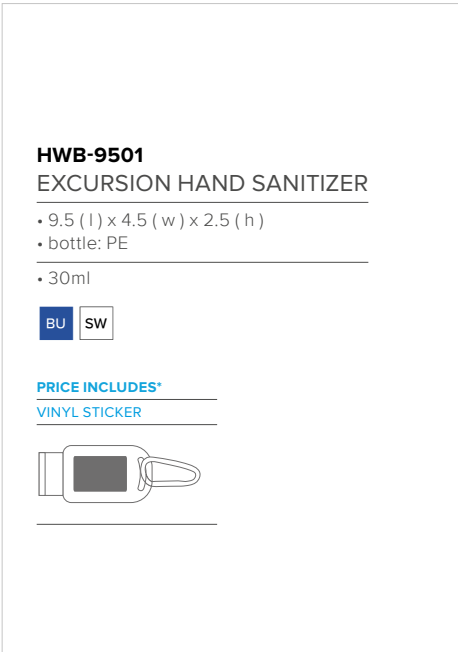 HWB-9501
EXCURSION HAND SANITIZER
• 9.5 ( l ) x 4.5 ( w ) x 2.5 ( h )
• bottle: PE
• 30ml
BU SW
PRICE INCLUDES*
VINYL STICKER